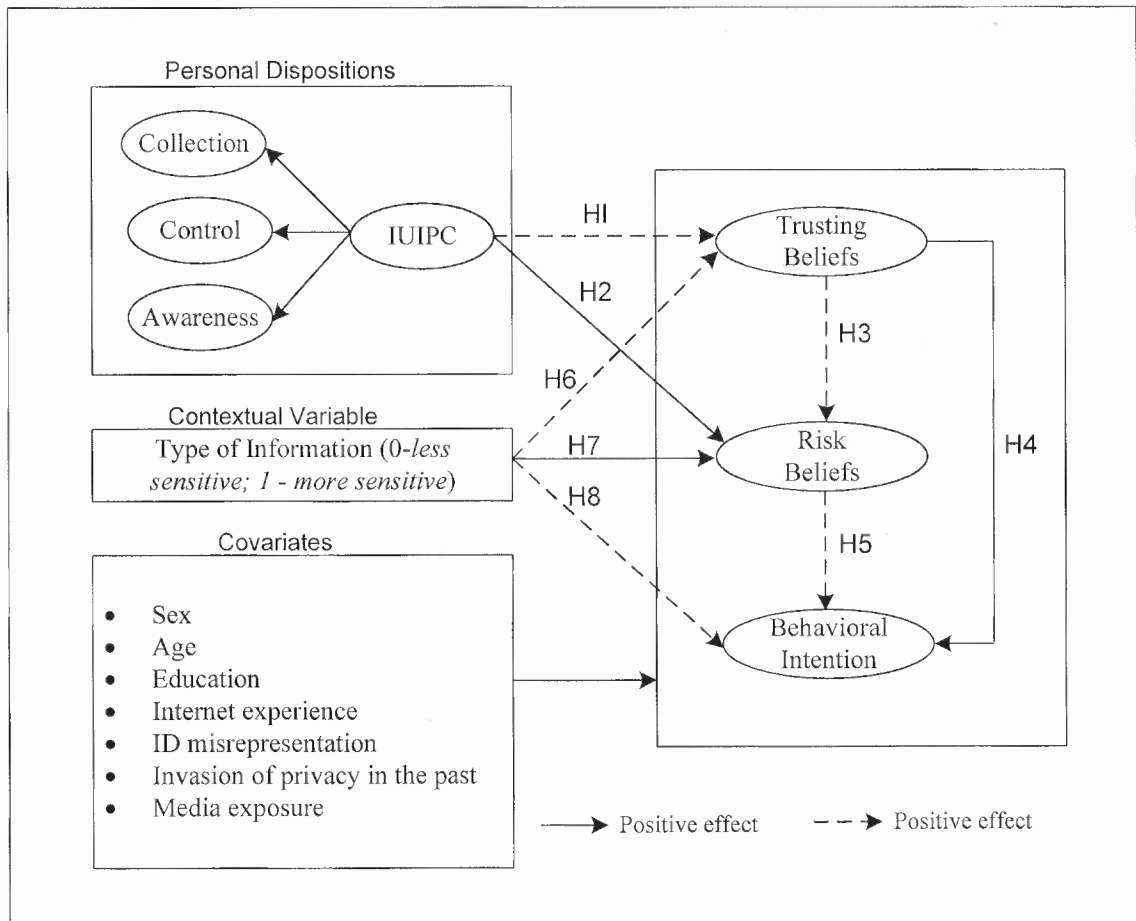 Personal Dispositions
Collection
Control
Awareness
IUIPC
HI
H2
H6
Trusting
Beliefs
H3
H4
Contextual Variable
Type of Information (0-less
sensitive; 1 - more sensitive)
H7
H8
Risk
Beliefs
H5
Behavioral
Intention
Covariates
• Sex
• Age
• Education
• Internet experience
• ID misrepresentation
• Invasion of privacy in the past
• Media exposure
Positive effect
Positive effect